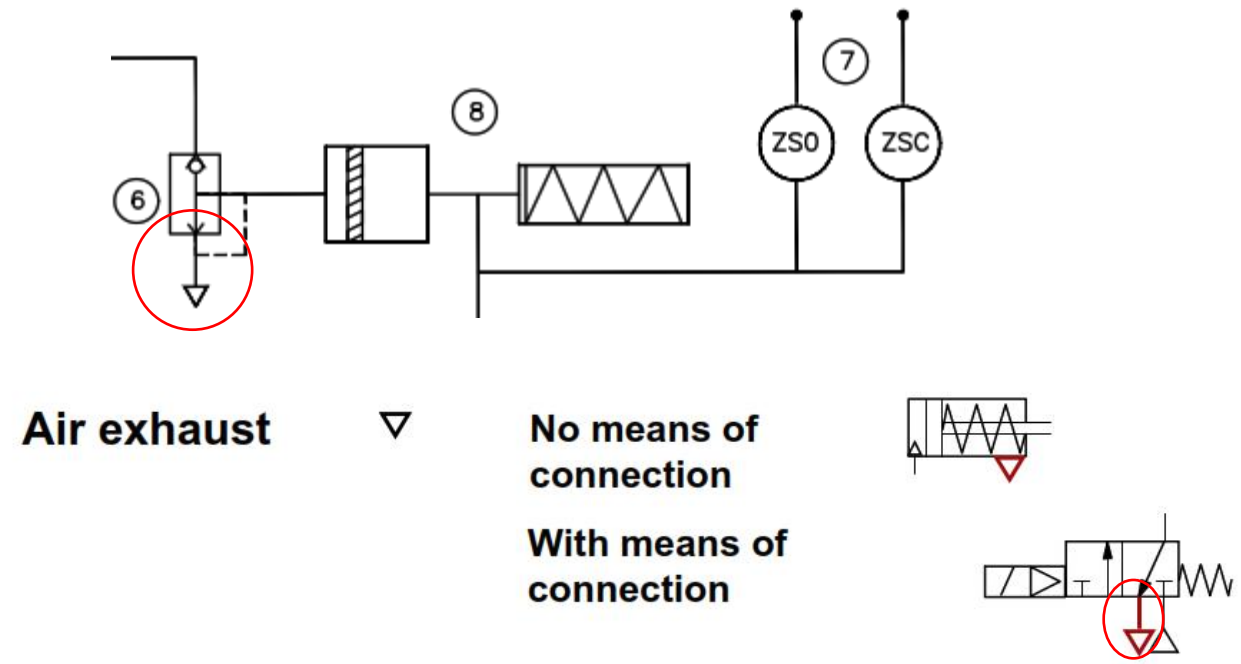 7
8
ZSO
ZSC
6
Air exhaust
No means of
connection
With means of
connection